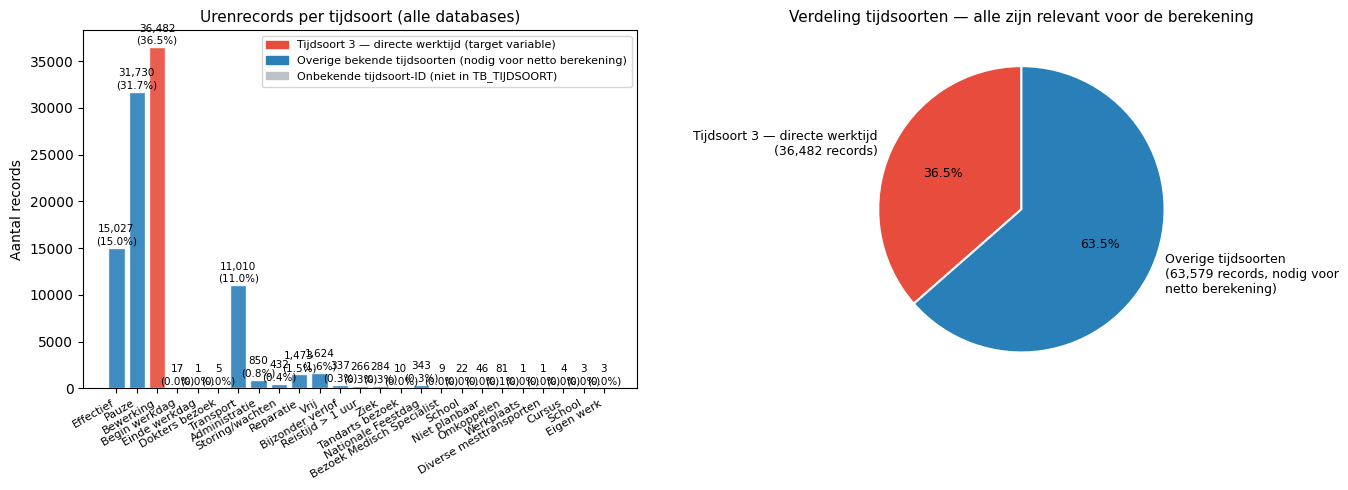 Urenrecords per tijdsoort (alle databases)
Aantal records
35000
30000
25000
20000
15000
10000
5000
0
15,027
(15.0%)
31,730
(31.7%)
36,482
(36.5%)
17
(0.0%)
1
(0.0%)
5
(0.0%)
11,010
(11.0%)
850
(0.8%)
432
(0.4%)
1,473
(1.5%)
1,624
(1.6%)
337
(0.3%)
266
(0.3%)
284
(0.3%)
10
(0.0%)
343
(0.3%)
9
(0.0%)
22
(0.0%)
46
(0.0%)
81
(0.1%)
1
(0.0%)
1
(0.0%)
4
(0.0%)
3
(0.0%)
3
(0.0%)
Tijdsoort 3 — directe werktijd (target variable)
Overige bekende tijdsoorten (nodig voor netto berekening)
Onbekende tijdsoort-ID (niet in TB_TIJDSOORT)
Effectief
Pauze
Bewerking
Begin werkdag
Einde werkdag
Dokters bezoek
Transport
Administratie
Storing/wachten
Reparatie
Vrij
Bijzonder verlof
Reistijd > 1 uur
Ziek
Tandarts bezoek
Nationale Feestdag
Bezoek Medisch Specialist
School
Niet planbaar
Omkoppelen
Werkplaats
Diverse mesttransporten
Cursus
School
Eigen werk
Verdeling tijdsoorten — alle zijn relevant voor de berekening
Tijdsoort 3 — directe werktijd
(36,482 records)
36.5%
63.5%
Overige tijdsoorten
(63,579 records, nodig voor
netto berekening)